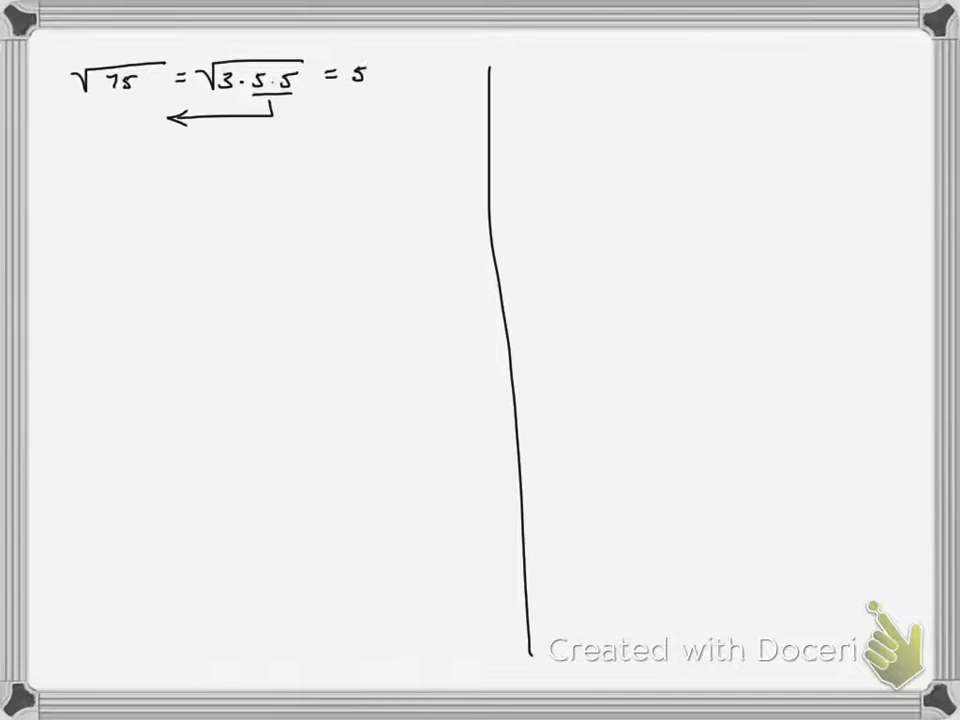 √75 = √3·5·5 = 5
Created with Doceri